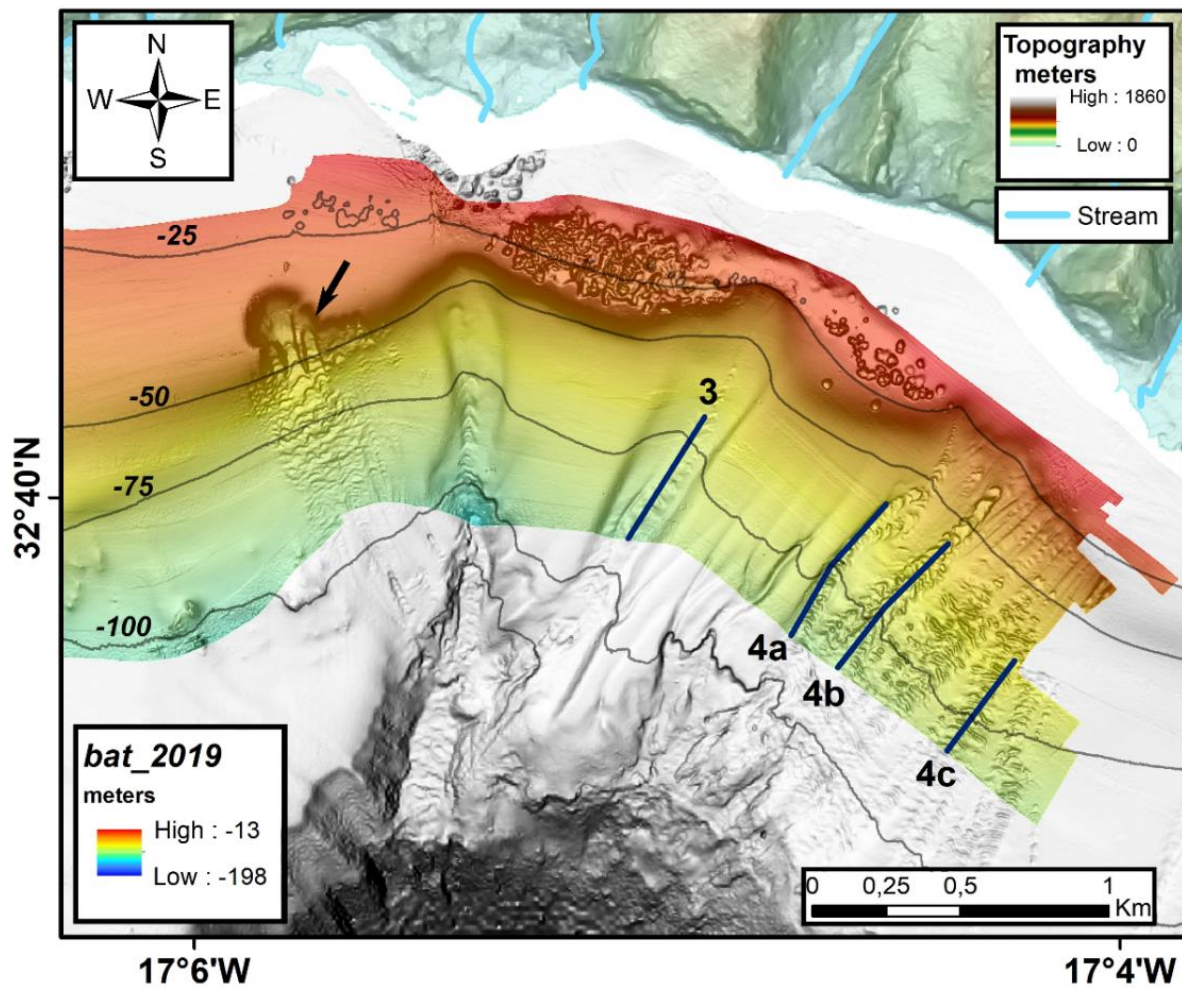 N
W E
S
Topography
meters
High : 1860
Low : 0
Stream
-25
-50
3
-75
32°40'N
-100
4a
4b
4c
bat_2019
meters
High : -13
Low : -198
0 0,25 0,5 1
Km
17°6'W 17°4'W